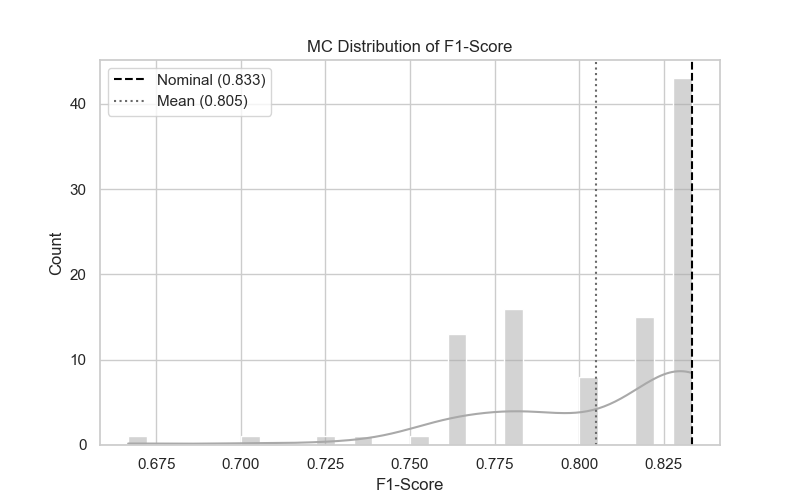 MC Distribution of F1-Score
Nominal (0.833)
Mean (0.805)
Count
40
30
20
10
0
0.675 0.700 0.725 0.750 0.775 0.800 0.825
F1-Score